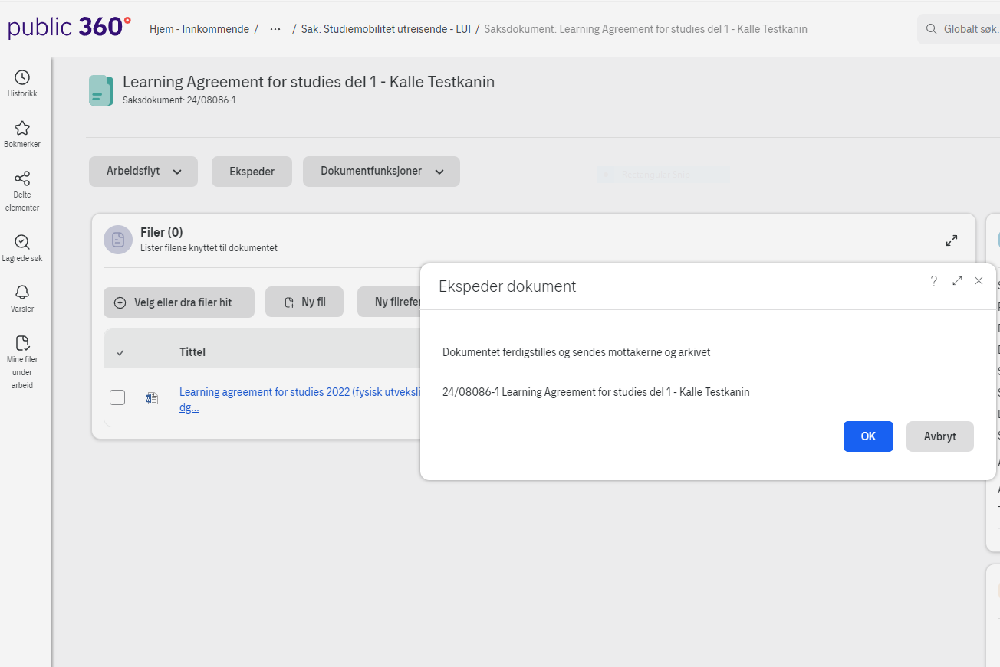 public 360°
Hjem - Innkommende / ... / Sak: Studiemobilitet utreisende - LUI / Saksdokument: Learning Agreement for studies del 1 - Kalle Testkanin
Globalt søk:
Historikk
Bokmerker
Delte
elementer
Lagrede søk
Varsler
Mine filer
under
arbeid
Learning Agreement for studies del 1 - Kalle Testkanin
Saksdokument: 24/08086-1
Arbeidsflyt
Ekspeder
Dokumentfunksjoner
Rectangular Snip
Filer (0)
Lister filene knyttet til dokumentet
Velg eller dra filer hit
Ny fil
Ny filrefer
Tittel
Learning agreement for studies 2022 (fysisk utveksli
dg...
Ekspeder dokument
?
Dokumentet ferdigstilles og sendes mottakerne og arkivet
24/08086-1 Learning Agreement for studies del 1 - Kalle Testkanin
OK
Avbryt